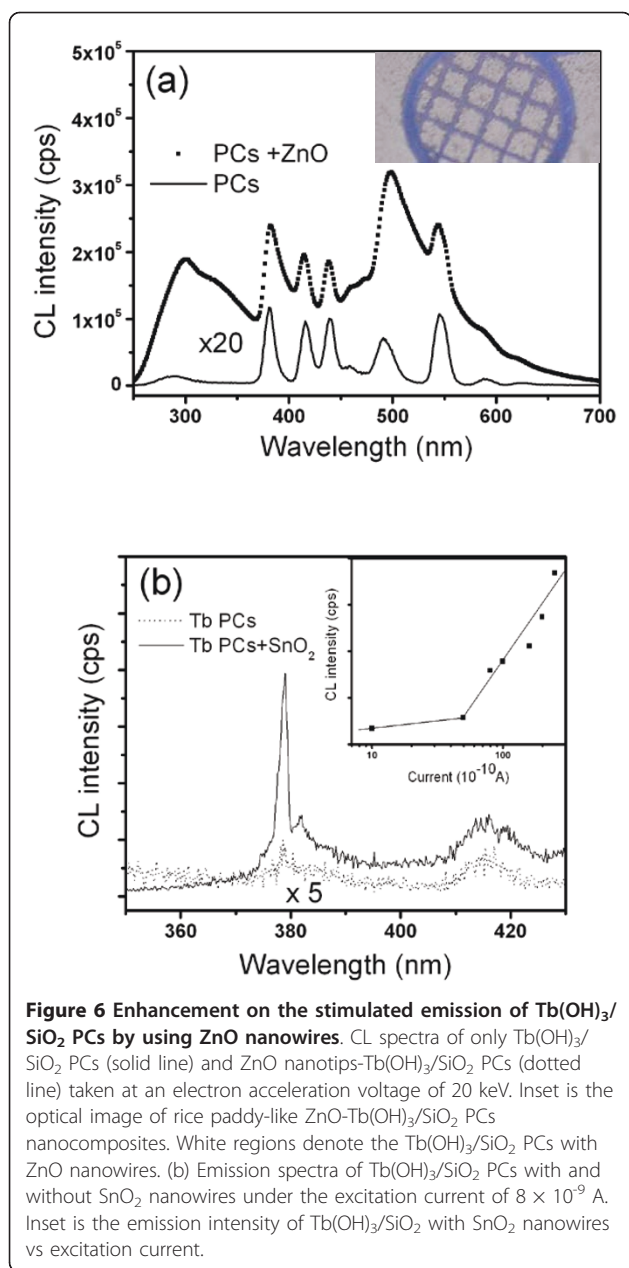 5x10⁵
4x10⁵
3x10⁵
2x10⁵
1x10⁵
0
CL intensity (cps)
(a)
PCs +ZnO
PCs
x20
300 400 500 600 700
Wavelength (nm)
CL intensity (cps)
(b)
Tb PCs
Tb PCs+SnO₂
CL intensity (cps)
10 100
Current (10⁻¹⁰A)
x 5
360 380 400 420
Wavelength (nm)
Figure 6 Enhancement on the stimulated emission of Tb(OH)₃/
SiO₂ PCs by using ZnO nanowires. CL spectra of only Tb(OH)₃/
SiO₂ PCs (solid line) and ZnO nanotips-Tb(OH)₃/SiO₂ PCs (dotted
line) taken at an electron acceleration voltage of 20 keV. Inset is the
optical image of rice paddy-like ZnO-Tb(OH)₃/SiO₂ PCs
nanocomposites. White regions denote the Tb(OH)₃/SiO₂ PCs with
ZnO nanowires. (b) Emission spectra of Tb(OH)₃/SiO₂ PCs with and
without SnO₂ nanowires under the excitation current of 8 × 10⁻⁹ A.
Inset is the emission intensity of Tb(OH)₃/SiO₂ with SnO₂ nanowires
vs excitation current.